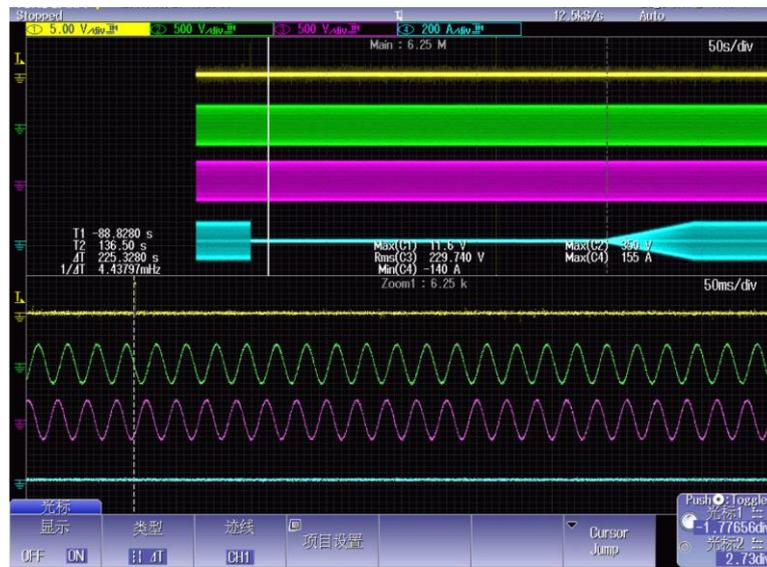 Stopped 12.5kS/s Auto
① 5.00 V/div ② 500 V/div ③ 500 V/div ④ 200 A/div
Main : 6.25 M 50s/div
T1 -88.8280 s
T2 136.50 s
ΔT 225.3280 s
1/ΔT 4.43797mHz
Max(C1) 11.6 V Max(C2) 350 V
Rms(C3) 229.740 V Max(C4) 155 A
Min(C4) -140 A
Zoom1 : 6.25 k 50ms/div
光标
显示 类型 迹线 项目设置 Cursor Jump
OFF ON ΔT CH1
Push :Toggle
光标1
-1.77656di
光标2
2.73di